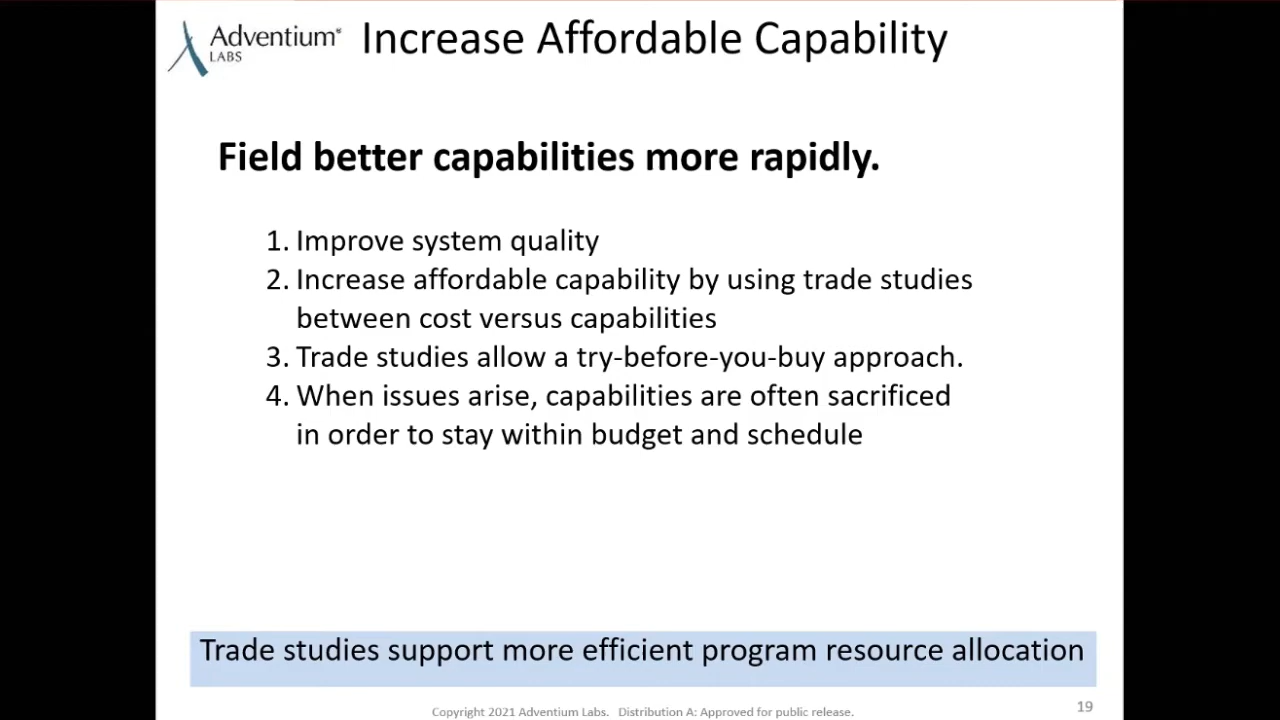 Adventium®
LABS
Increase Affordable Capability
Field better capabilities more rapidly.
1. Improve system quality
2. Increase affordable capability by using trade studies
between cost versus capabilities
3. Trade studies allow a try-before-you-buy approach.
4. When issues arise, capabilities are often sacrificed
in order to stay within budget and schedule
Trade studies support more efficient program resource allocation
Copyright 2021 Adventium Labs. Distribution A: Approved for public release.
19